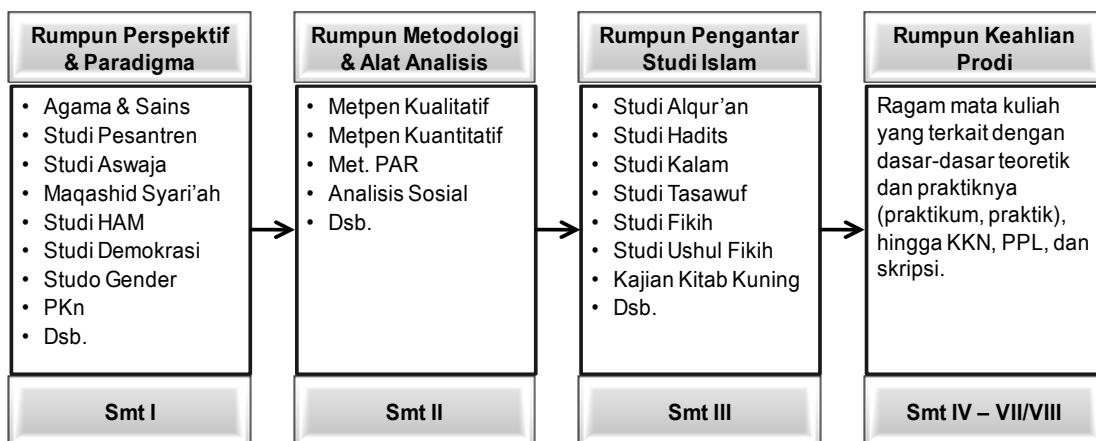 Rumpun Perspektif
& Paradigma
• Agama & Sains
• Studi Pesantren
• Studi Aswaja
• Maqashid Syari'ah
• Studi HAM
• Studi Demokrasi
• Studo Gender
• PKn
• Dsb.
Smt I
Rumpun Metodologi
& Alat Analisis
• Metpen Kualitatif
• Metpen Kuantitatif
• Met. PAR
• Analisis Sosial
• Dsb.
Smt II
Rumpun Pengantar
Studi Islam
• Studi Alqur'an
• Studi Hadits
• Studi Kalam
• Studi Tasawuf
• Studi Fikih
• Studi Ushul Fikih
• Kajian Kitab Kuning
• Dsb.
Smt III
Rumpun Keahlian
Prodi
Ragam mata kuliah
yang terkait dengan
dasar-dasar teoretik
dan praktiknya
(praktikum, praktik),
hingga KKN, PPL, dan
skripsi.
Smt IV – VII/VIII